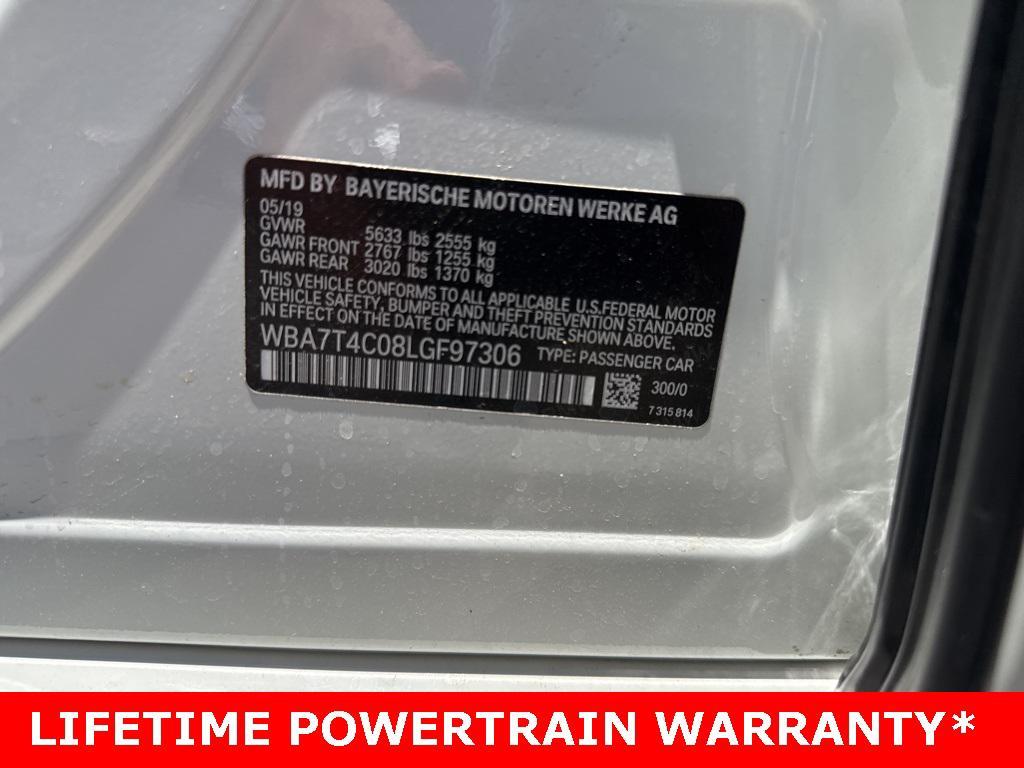 MFD BY BAYERISCHE MOTOREN WERKE AG
05/19
GVWR 5633 lbs 2555 kg
GAWR FRONT 2767 lbs 1255 kg
GAWR REAR 3020 lbs 1370 kg
THIS VEHICLE CONFORMS TO ALL APPLICABLE U.S.FEDERAL MOTOR
VEHICLE SAFETY, BUMPER AND THEFT PREVENTION STANDARDS
IN EFFECT ON THE DATE OF MANUFACTURE SHOWN ABOVE.
WBA7T4C08LGF97306 TYPE: PASSENGER CAR
300/0
7 315 814
LIFETIME POWERTRAIN WARRANTY*